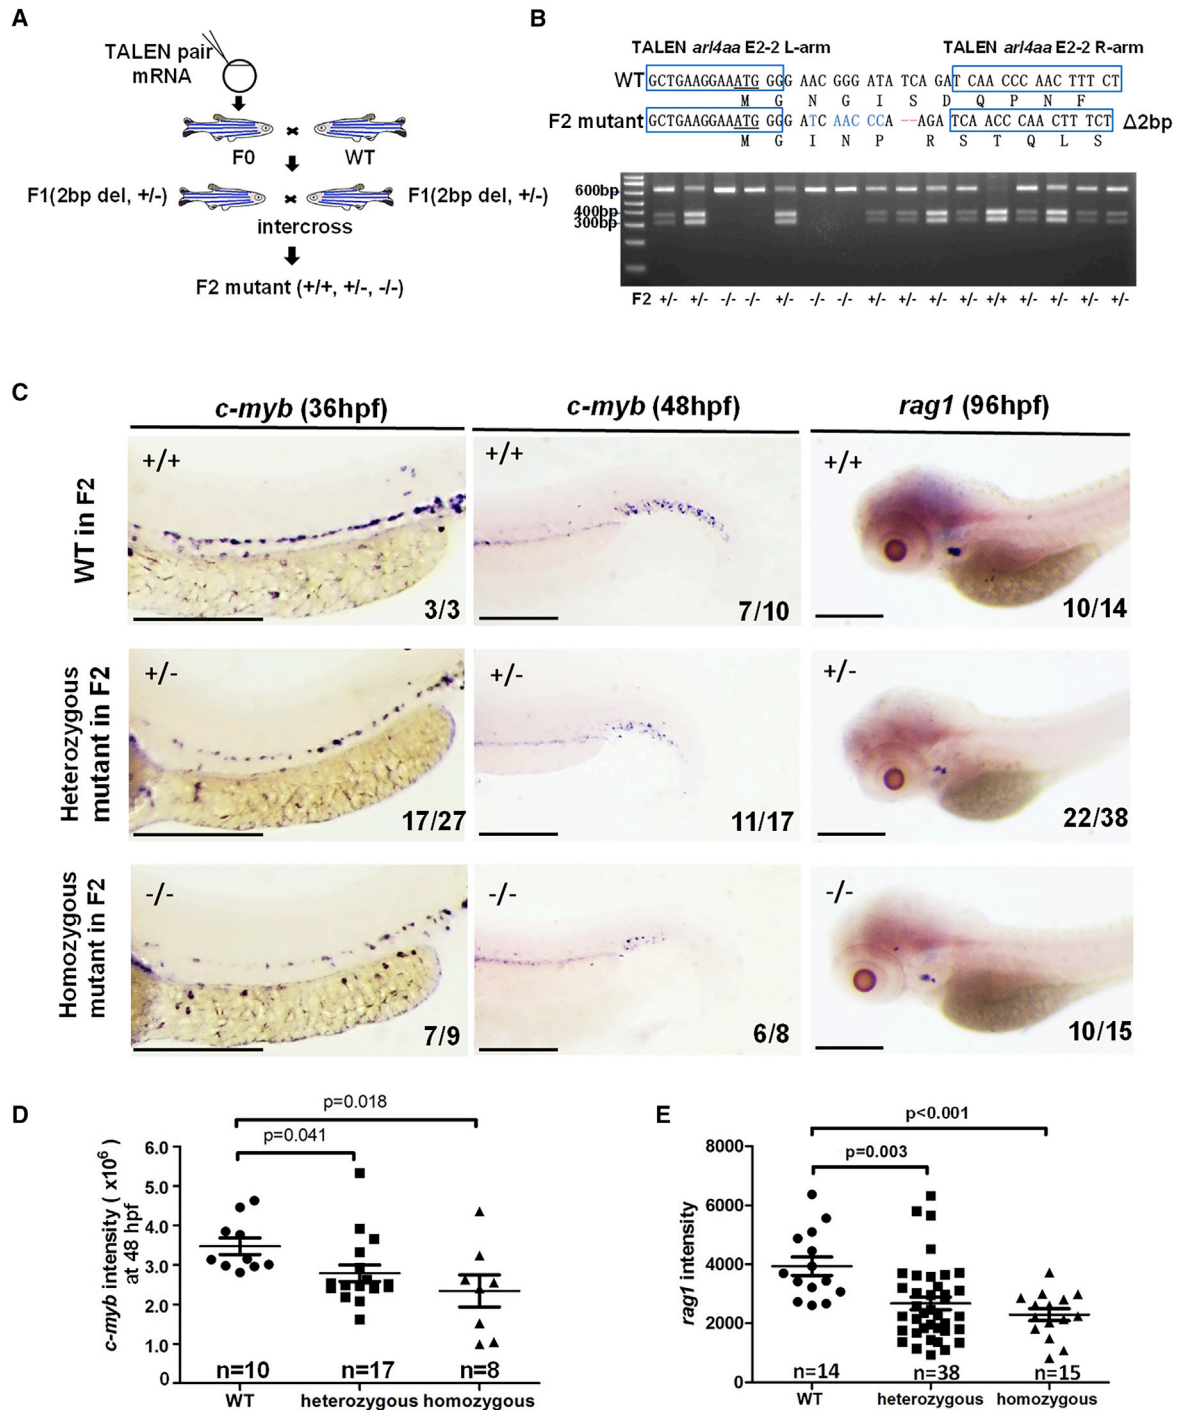 A
TALEN pair
mRNA
F0
WT
F1(2bp del, +/-)
F1(2bp del, +/-)
intercross
F2 mutant (+/+, +/-, -/-)
B
TALEN arl4aa E2-2 L-arm
TALEN arl4aa E2-2 R-arm
WT GCTGAAGGAAATG GGG AAC GGG ATA TCA GAT CAA CCC AAC TTT CT
M G N G I S D Q P N F
F2 mutant GCTGAAGGAAATG GGG ATC AAC CCA --AGA TCA ACC CAA CTT TCT Δ2bp
M G I N P R S T Q L S
600bp
400bp
300bp
F2 +/- +/- -/- -/- +/- -/- -/- +/- +/- +/- +/- +/+ +/- +/- +/- +/-
C
c-myb (36hpf)
c-myb (48hpf)
rag1 (96hpf)
WT in F2
+/+
3/3
+/+
7/10
+/+
10/14
Heterozygous
mutant in F2
+/-
17/27
+/-
11/17
+/-
22/38
Homozygous
mutant in F2
-/-
7/9
-/-
6/8
-/-
10/15
D
p=0.018
p=0.041
c-myb intensity ( x10⁶ )
at 48 hpf
6.0
5.0
4.0
3.0
2.0
1.0
0
n=10
n=17
n=8
WT
heterozygous
homozygous
E
p<0.001
p=0.003
rag1 intensity
8000
6000
4000
2000
0
n=14
n=38
n=15
WT
heterozygous
homozygous